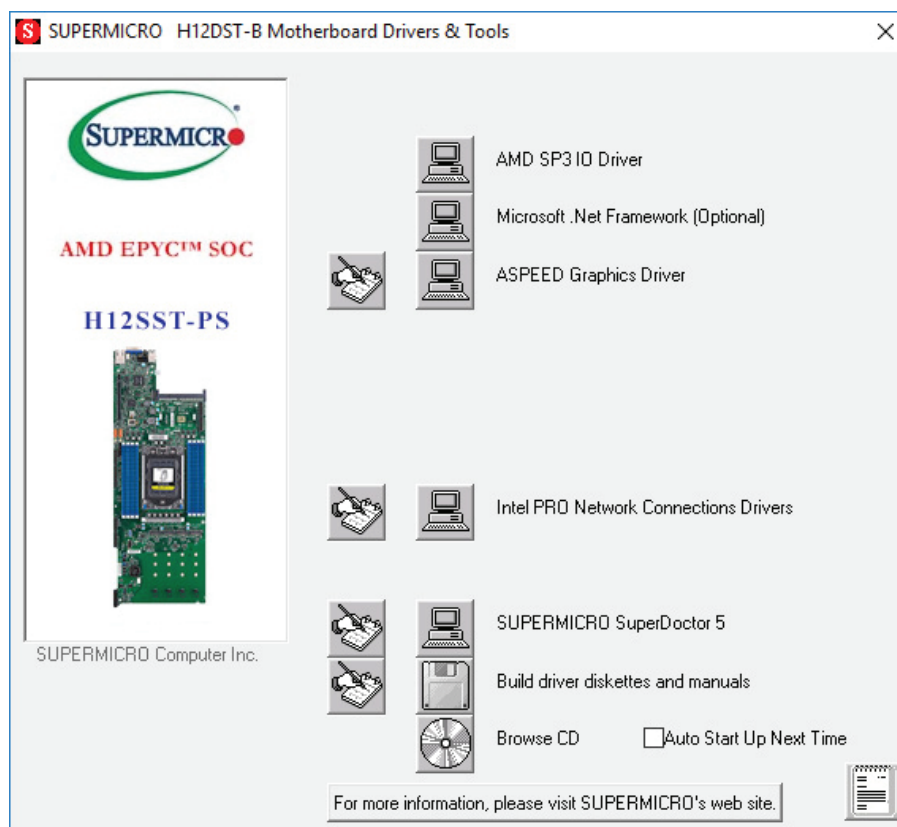 SUPERMICRO H12DST-B Motherboard Drivers & Tools
SUPERMICRO
AMD EPYC™ SOC
H12SST-PS
SUPERMICRO Computer Inc.
AMD SP3 IO Driver
Microsoft .Net Framework (Optional)
ASPEED Graphics Driver
Intel PRO Network Connections Drivers
SUPERMICRO SuperDoctor 5
Build driver diskettes and manuals
Browse CD
Auto Start Up Next Time
For more information, please visit SUPERMICRO's web site.